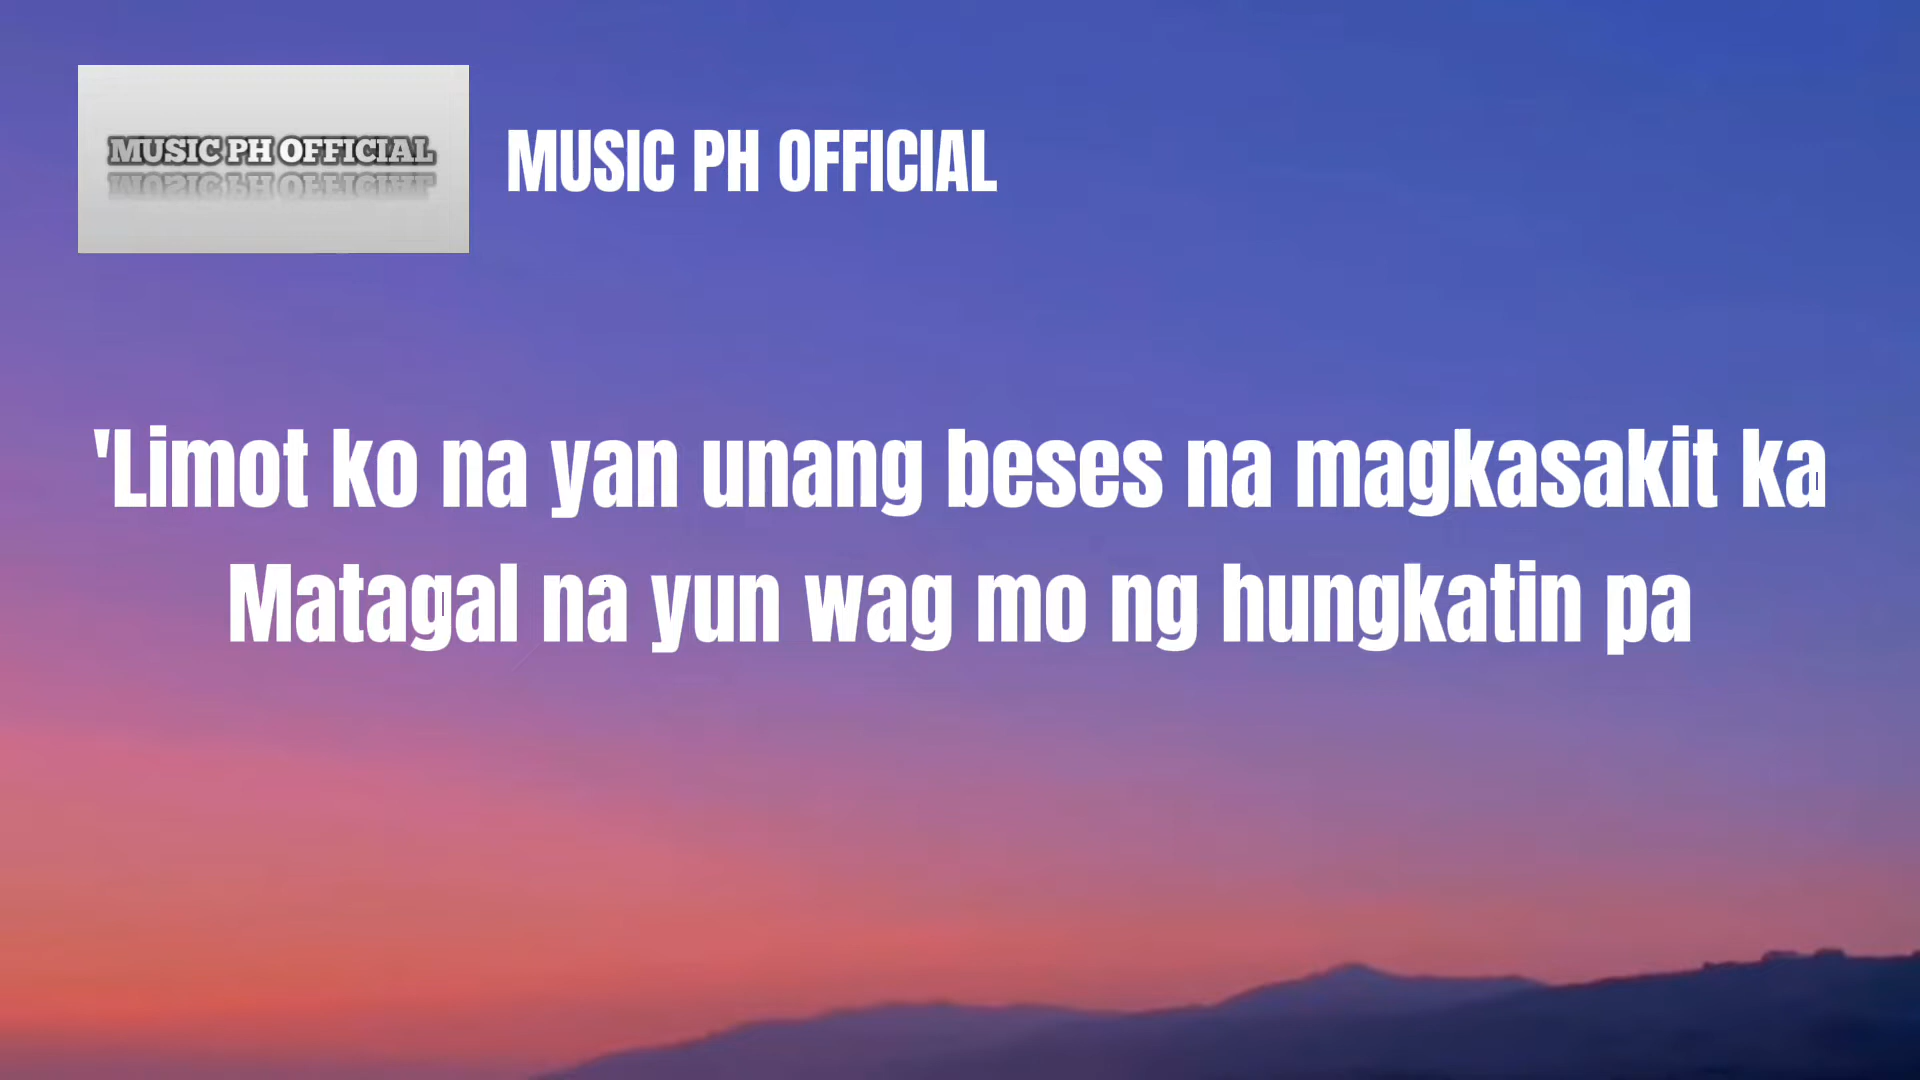 MUSIC PH OFFICIAL
MUSIC PH OFFICIAL
'Limot ko na yan unang beses na magkasakit ka
Matagal na yun wag mo ng hungkatin pa